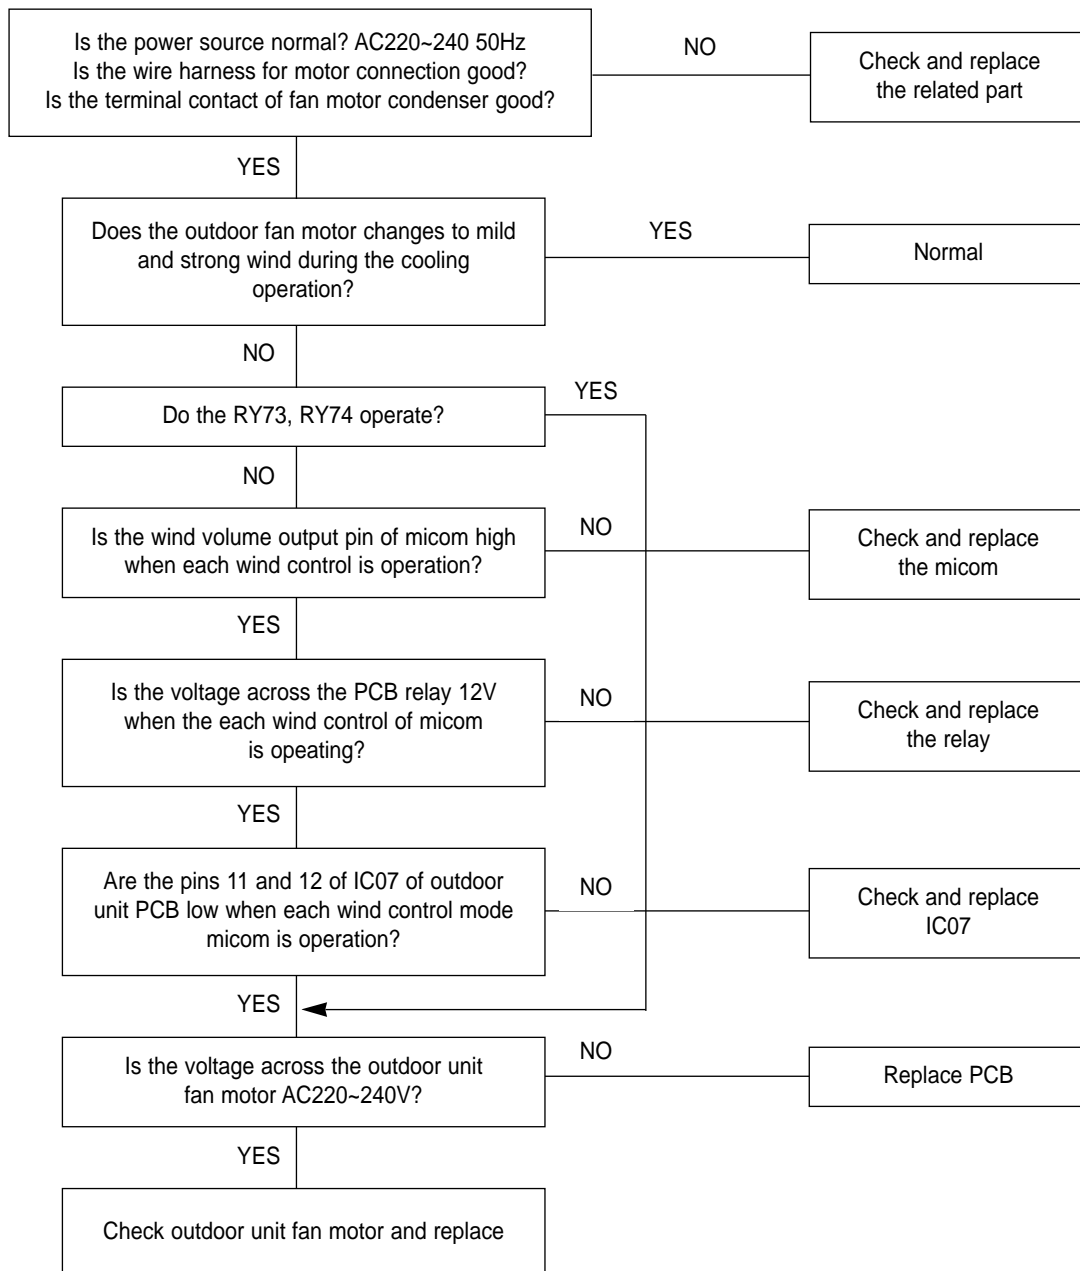 Is the power source normal? AC220~240 50Hz
Is the wire harness for motor connection good?
Is the terminal contact of fan motor condenser good?
NO
Check and replace
the related part
YES
Does the outdoor fan motor changes to mild
and strong wind during the cooling
operation?
YES
Normal
NO
Do the RY73, RY74 operate?
YES
NO
Is the wind volume output pin of micom high
when each wind control is operation?
NO
Check and replace
the micom
YES
Is the voltage across the PCB relay 12V
when the each wind control of micom
is opeating?
NO
Check and replace
the relay
YES
Are the pins 11 and 12 of IC07 of outdoor
unit PCB low when each wind control mode
micom is operation?
NO
Check and replace
IC07
YES
Is the voltage across the outdoor unit
fan motor AC220~240V?
NO
Replace PCB
YES
Check outdoor unit fan motor and replace